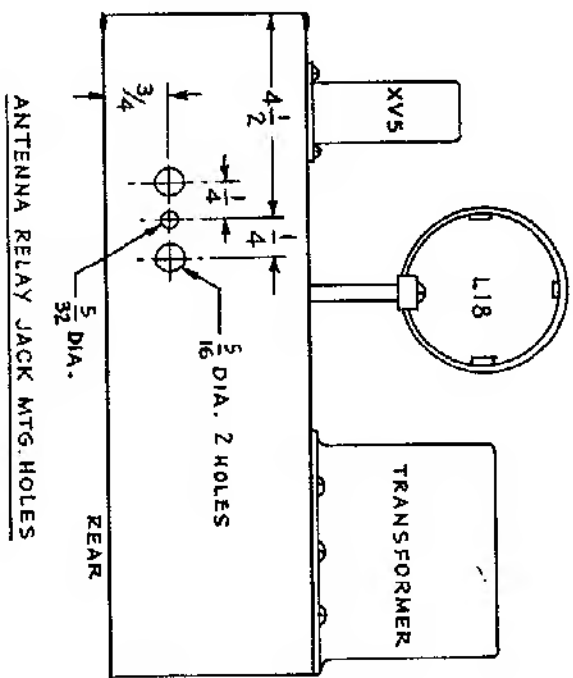 L18
XV5
TRANSFORMER
4 1/2
1/4
1/4
5/16 DIA. 2 HOLES
3/4
5/32 DIA.
REAR
ANTENNA RELAY JACK MTG. HOLES